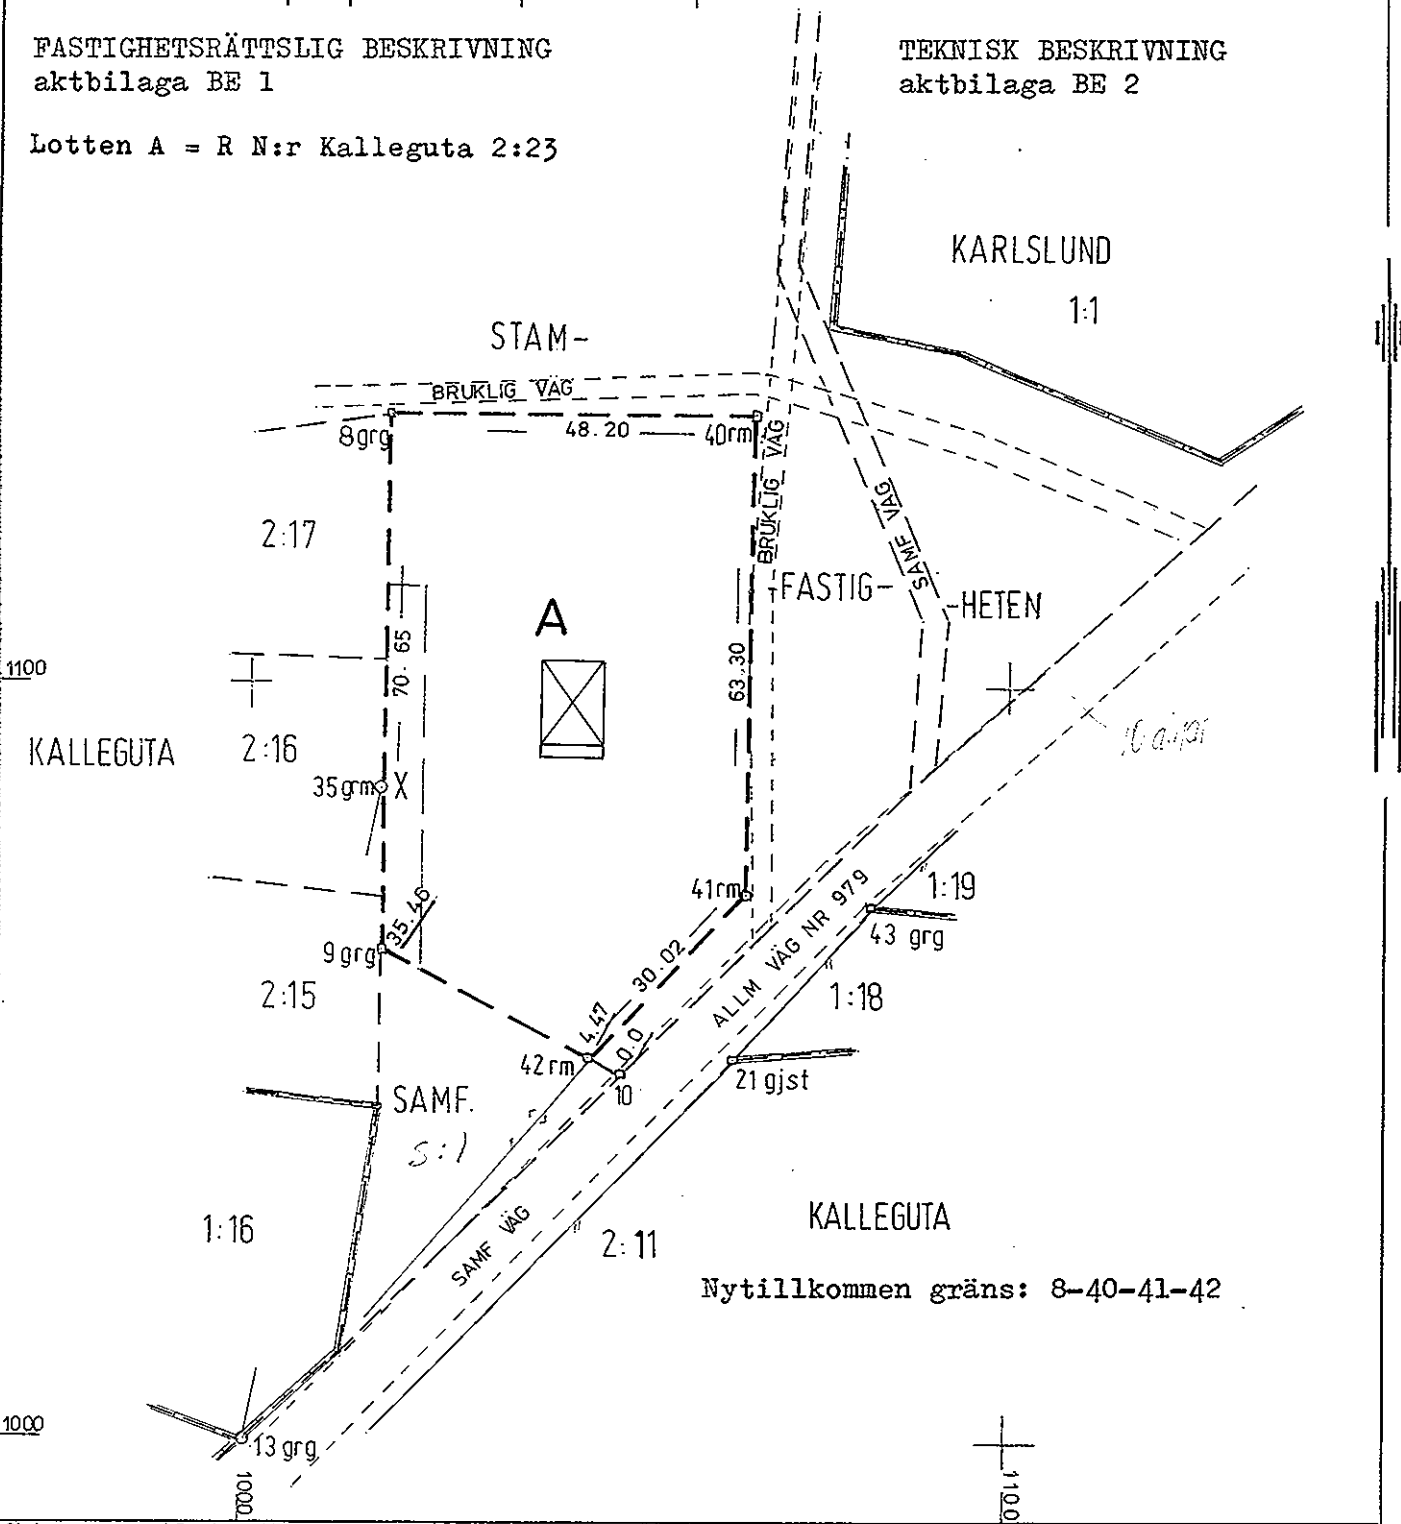 FASTIGHETSRÄTTSLIG BESKRIVNING
aktbilaga BE 1
TEKNISK BESKRIVNING
aktbilaga BE 2
Lotten A = R N:r Kalleguta 2:23
KARLSLUND
1:1
STAM-
BRUKLIG VÄG
8grg
48.20
40rm
BRUKLIG VÄG
SAMF VÄG
2:17
-FASTIG-
-HETEN
A
70.65
63.30
1100
KALLEGUTA
2:16
35grm
X
41rm
35.46
9grg
30.02
ALLM VÄG NR 979
1:19
43 grg
2:15
1:18
4.47
0.0
42rm
10
21 gjst
SAMF.
S:1
1:16
SAMF VÄG
2:11
KALLEGUTA
Nytillkommen gräns: 8-40-41-42
1000
13 grg
1000
1100